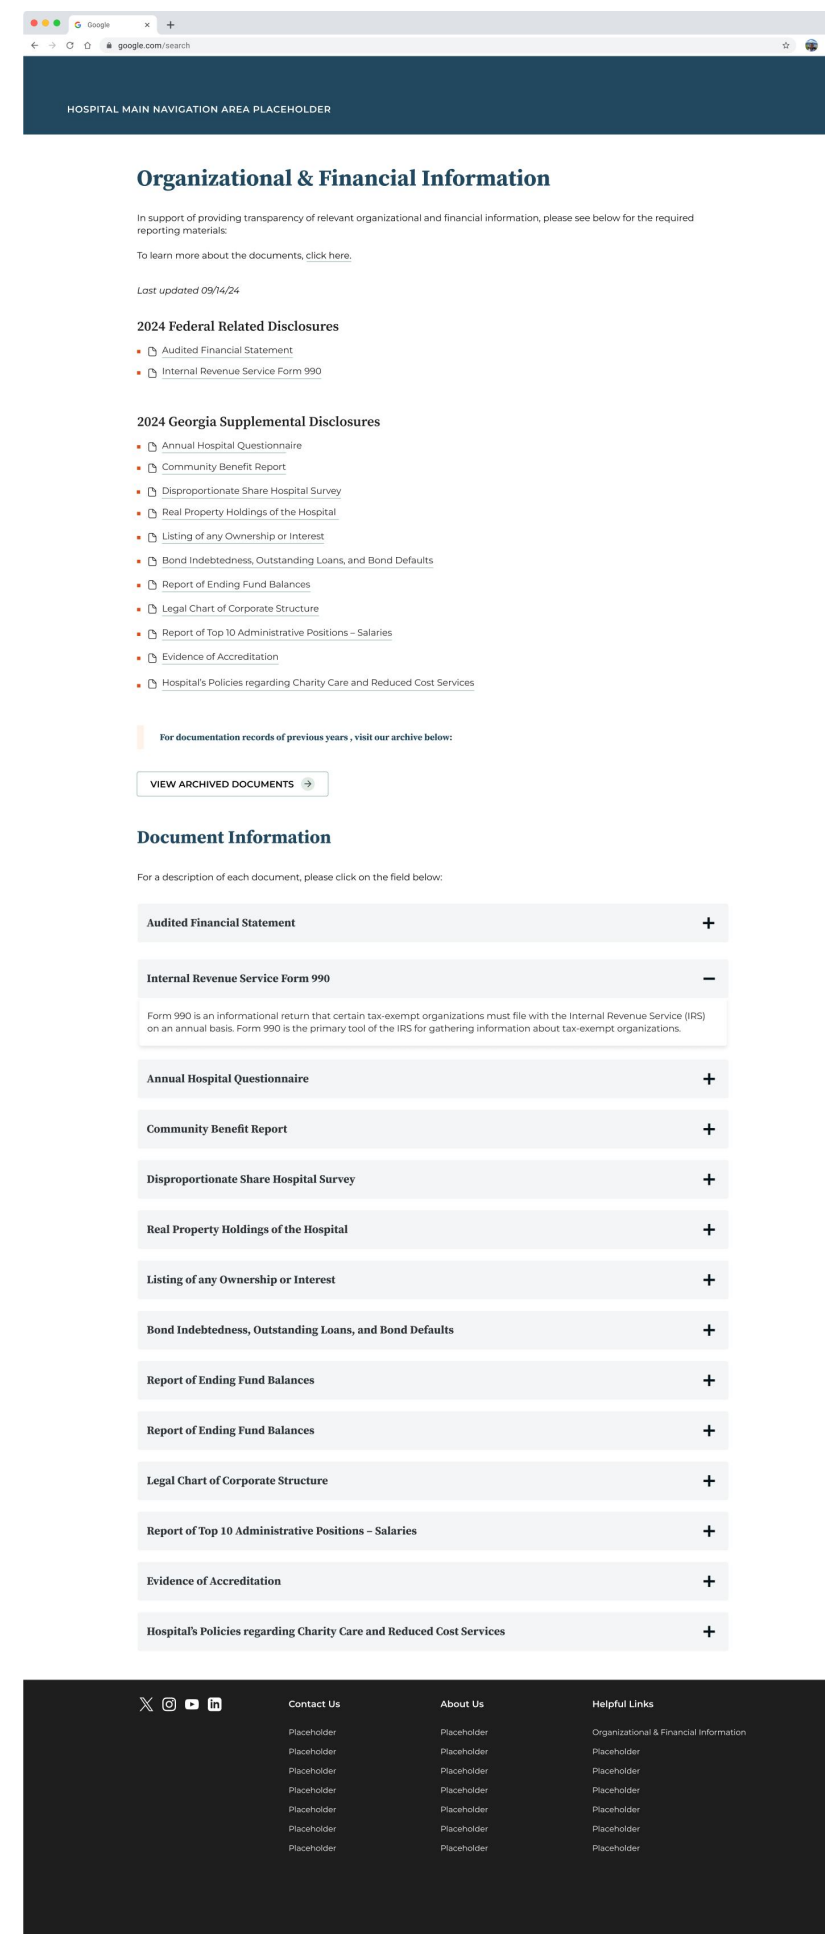 Google
google.com/search
HOSPITAL MAIN NAVIGATION AREA PLACEHOLDER
Organizational & Financial Information
In support of providing transparency of relevant organizational and financial information, please see below for the required
reporting materials:
To learn more about the documents, click here.
Last updated 09/14/24
2024 Federal Related Disclosures
Audited Financial Statement
Internal Revenue Service Form 990
2024 Georgia Supplemental Disclosures
Annual Hospital Questionnaire
Community Benefit Report
Disproportionate Share Hospital Survey
Real Property Holdings of the Hospital
Listing of any Ownership or Interest
Bond Indebtedness, Outstanding Loans, and Bond Defaults
Report of Ending Fund Balances
Legal Chart of Corporate Structure
Report of Top 10 Administrative Positions – Salaries
Evidence of Accreditation
Hospital's Policies regarding Charity Care and Reduced Cost Services
For documentation records of previous years , visit our archive below:
VIEW ARCHIVED DOCUMENTS
Document Information
For a description of each document, please click on the field below:
Audited Financial Statement
Internal Revenue Service Form 990
Form 990 is an informational return that certain tax-exempt organizations must file with the Internal Revenue Service (IRS)
on an annual basis. Form 990 is the primary tool of the IRS for gathering information about tax-exempt organizations.
Annual Hospital Questionnaire
Community Benefit Report
Disproportionate Share Hospital Survey
Real Property Holdings of the Hospital
Listing of any Ownership or Interest
Bond Indebtedness, Outstanding Loans, and Bond Defaults
Report of Ending Fund Balances
Report of Ending Fund Balances
Legal Chart of Corporate Structure
Report of Top 10 Administrative Positions – Salaries
Evidence of Accreditation
Hospital's Policies regarding Charity Care and Reduced Cost Services
Contact Us
Placeholder
Placeholder
Placeholder
Placeholder
Placeholder
Placeholder
Placeholder
About Us
Placeholder
Placeholder
Placeholder
Placeholder
Placeholder
Placeholder
Placeholder
Helpful Links
Organizational & Financial Information
Placeholder
Placeholder
Placeholder
Placeholder
Placeholder
Placeholder